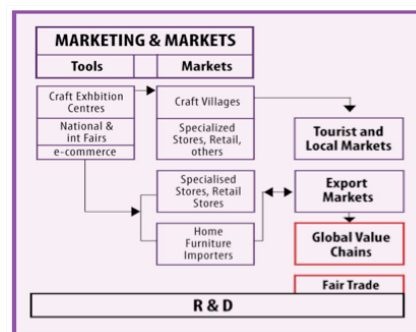 MARKETING & MARKETS
Tools
Markets
Craft Exhbition
Centres
National &
int Fairs
e-commerce
Craft Villages
Specialized
Stores, Retail,
others
Tourist and
Local Markets
Specialised
Stores, Retail
Stores
Export
Markets
Home
Furniture
Importers
Global Value
Chains
Fair Trade
R & D